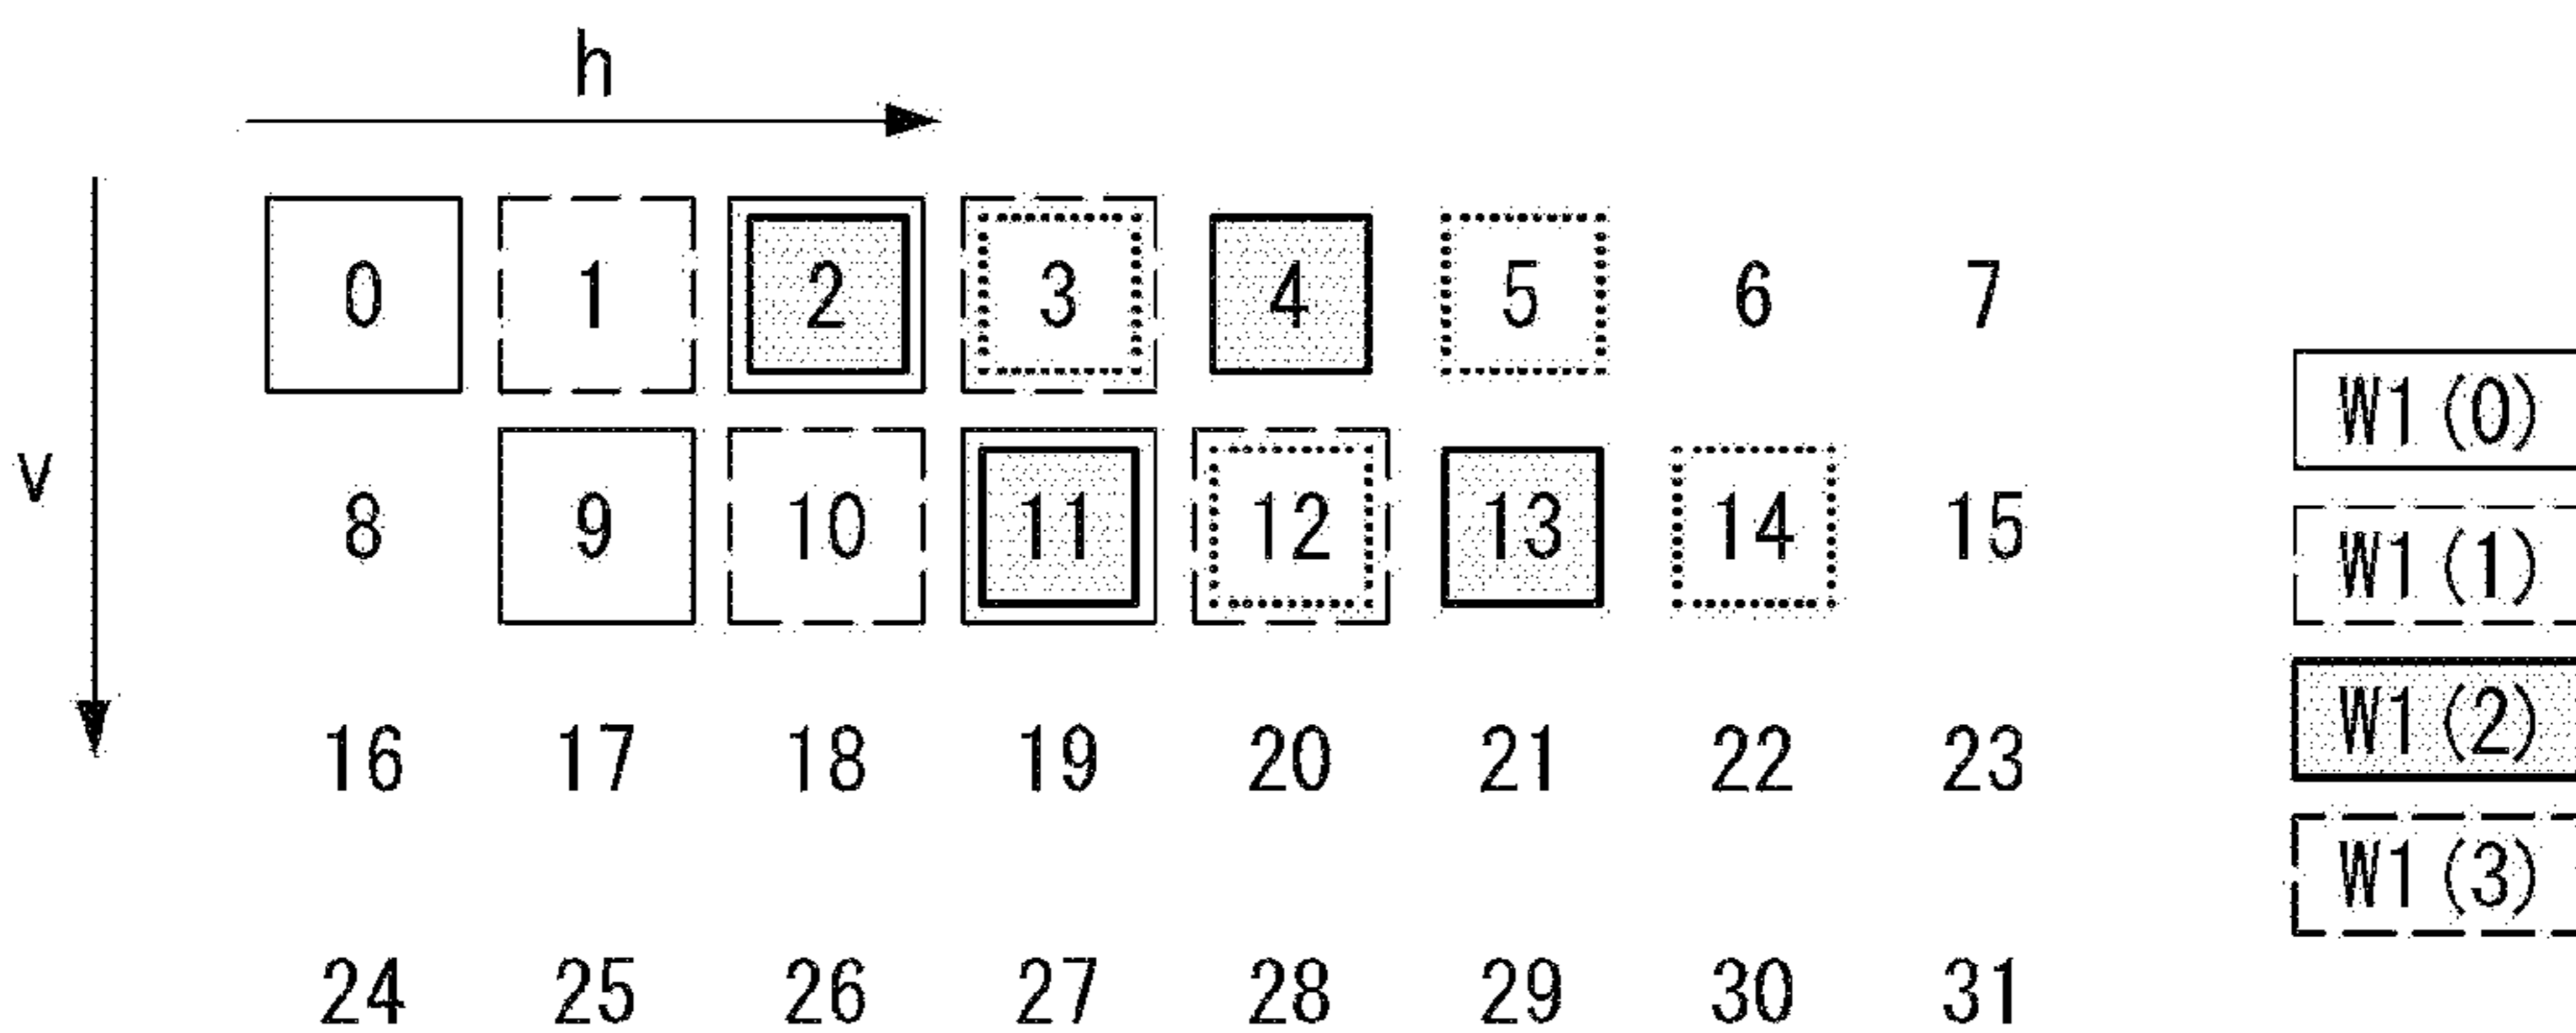 h
v
0 1 2 3 4 5 6 7
8 9 10 11 12 13 14 15
16 17 18 19 20 21 22 23
24 25 26 27 28 29 30 31
W1 (0)
W1 (1)
W1 (2)
W1 (3)